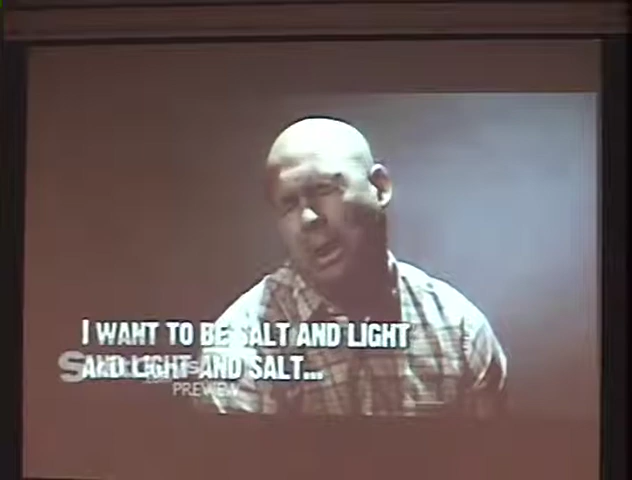 I WANT TO BE SALT AND LIGHT
AND LIGHT AND SALT...
PREVIEW